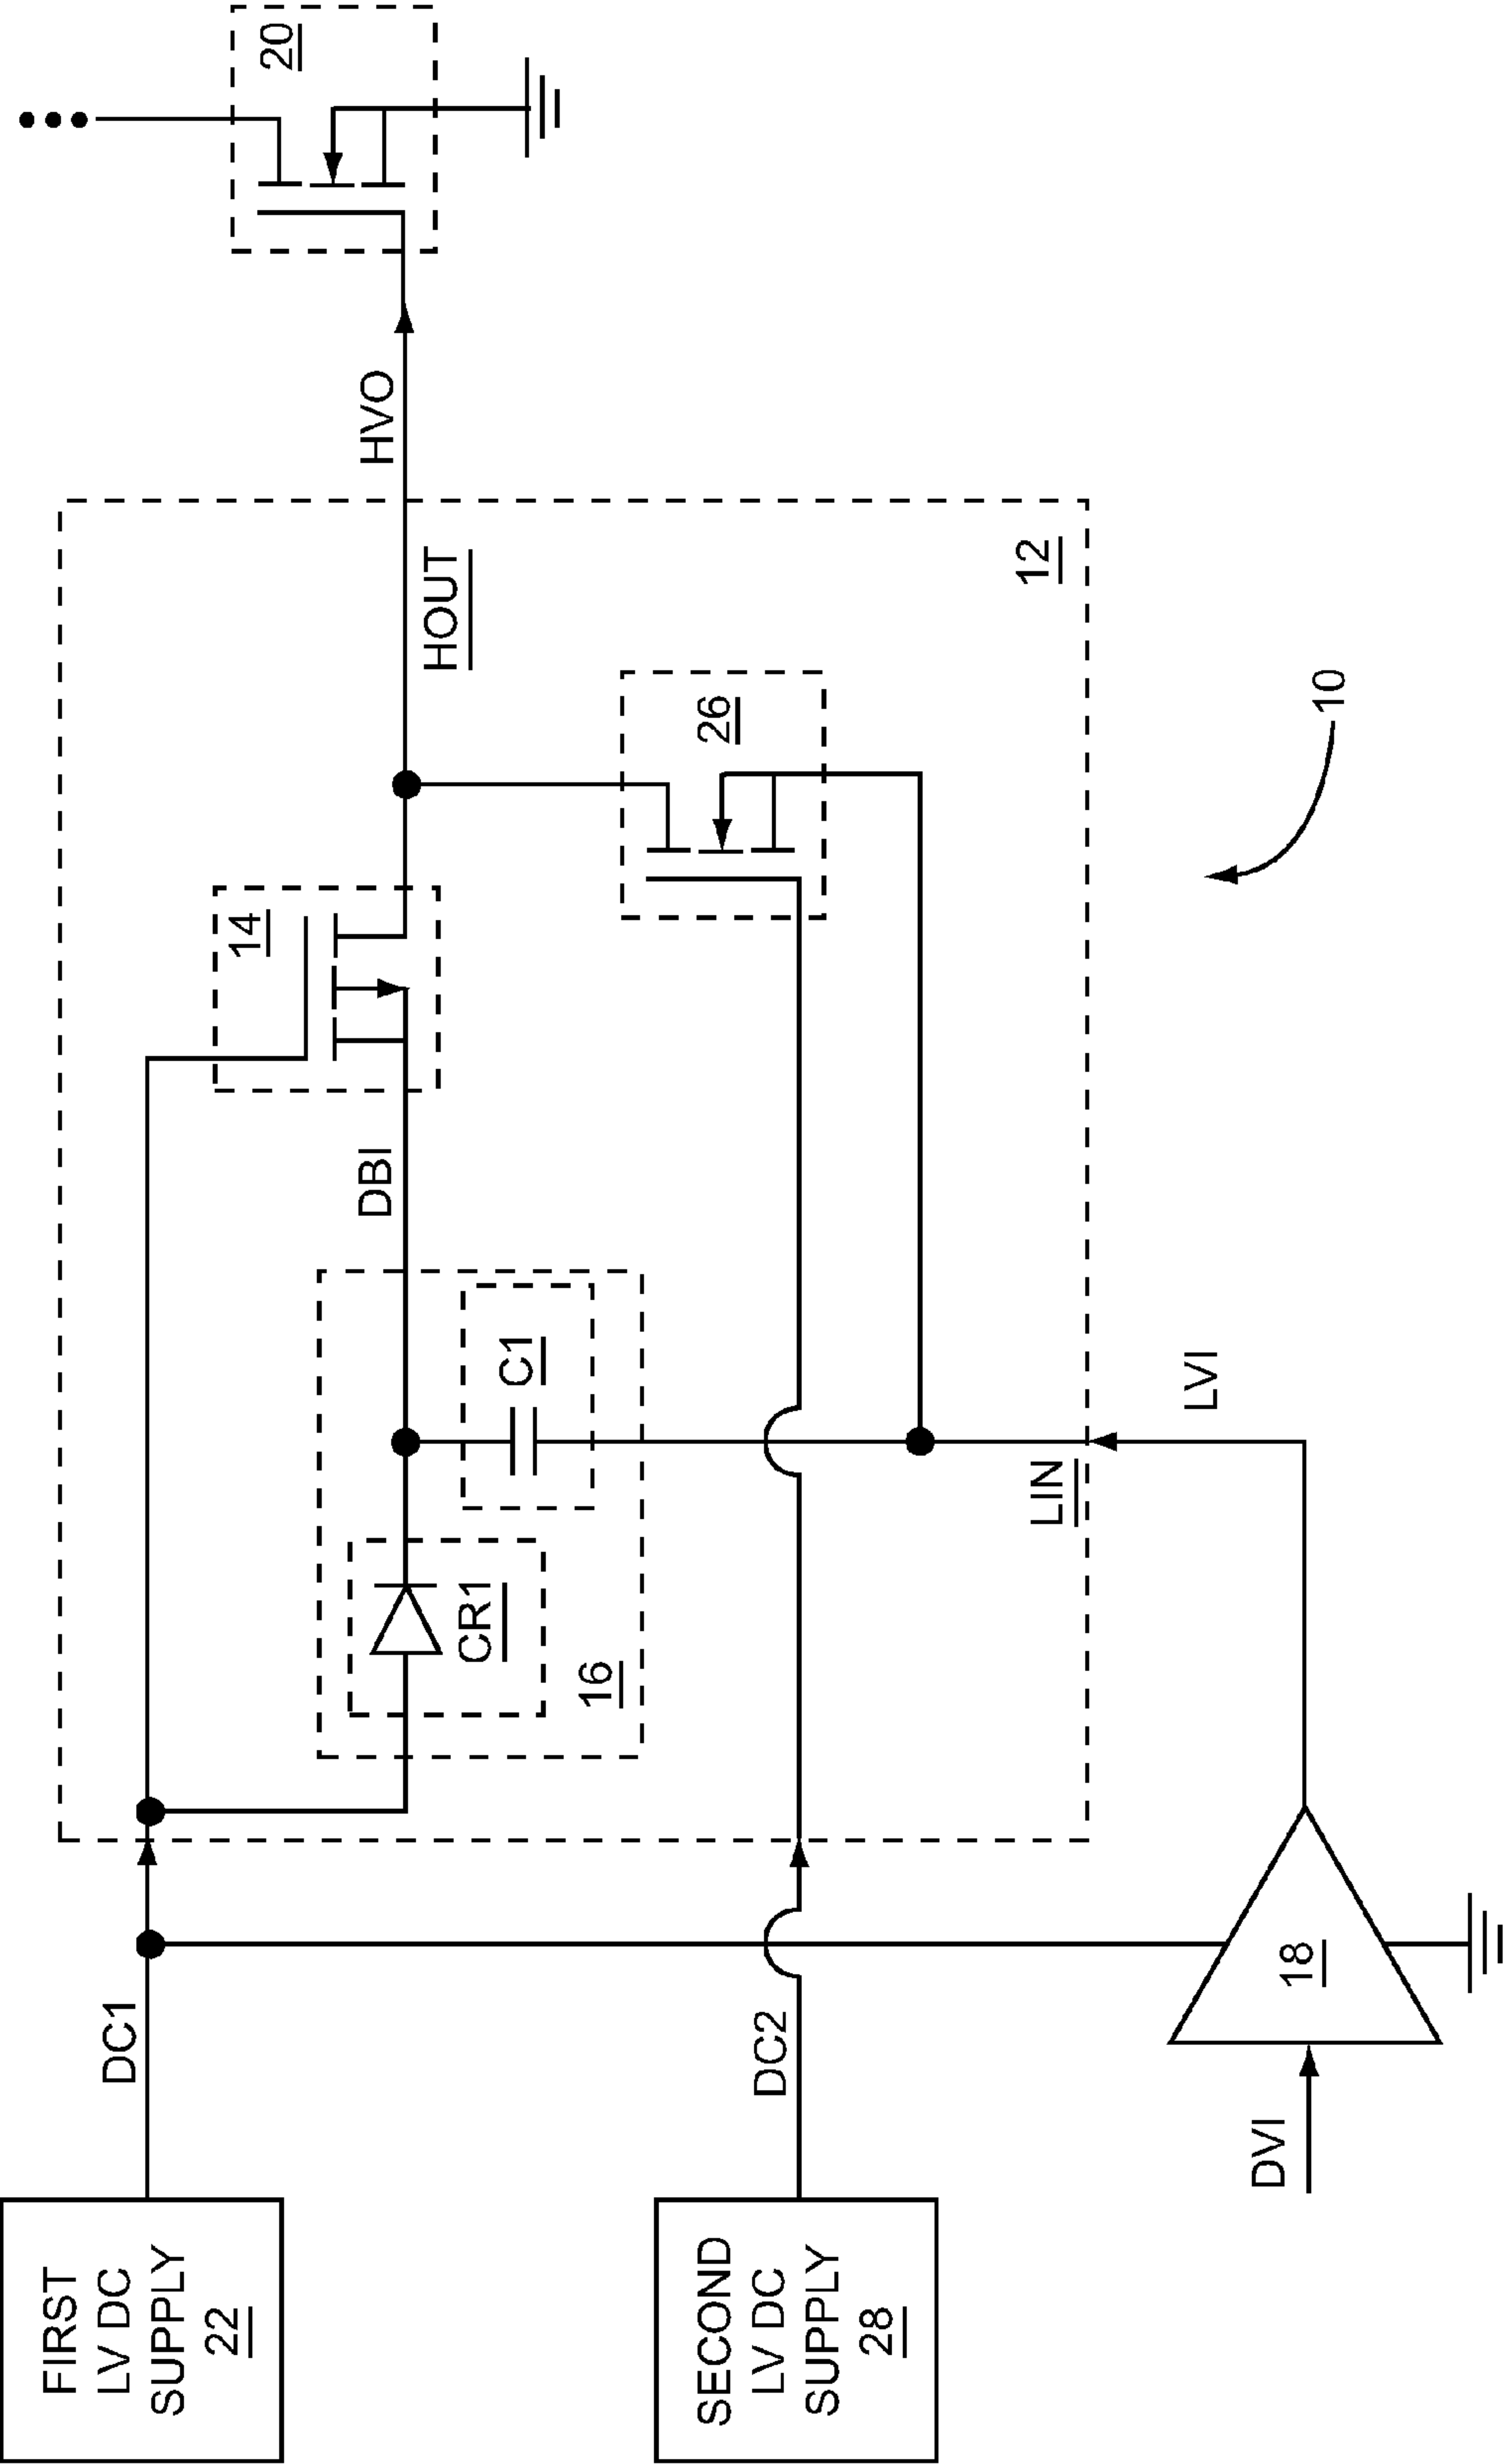 FIRST
LV DC
SUPPLY
22
DC1
SECOND
LV DC
SUPPLY
28
DC2
DVI
18
LVI
LIN
16
CR1
C1
DBI
14
26
HOUT
12
HVO
20
10